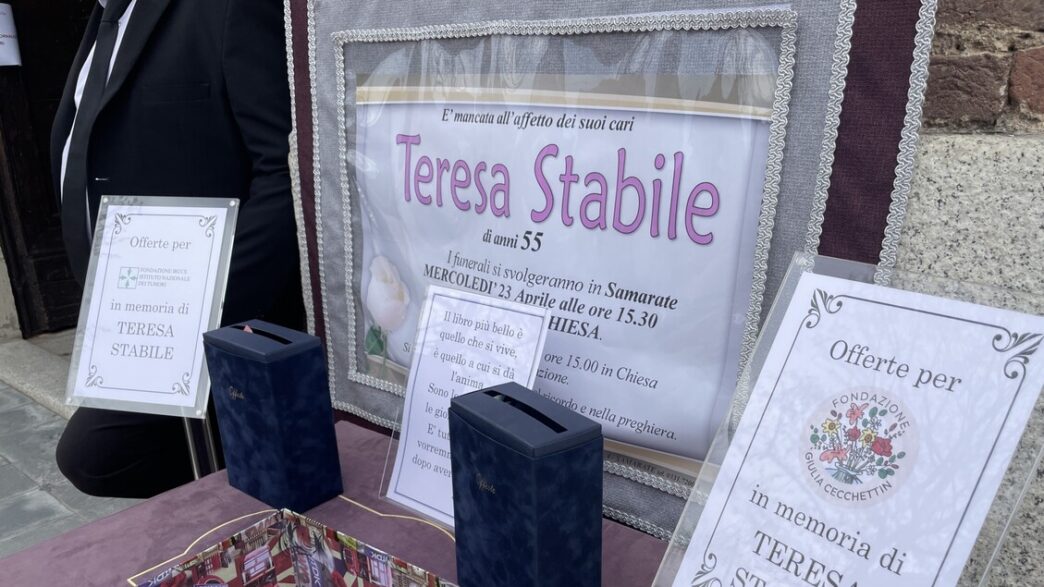 E' mancata all'affetto dei suoi cari
Teresa Stabile
di anni 55
I funerali si svolgeranno in Samarate
MERCOLEDI' 23 Aprile alle ore 15.30
HIESA.
ore 15.00 in Chiesa
zione.
ricordo e nella preghiera.
Offerte per
FONDAZIONE IRCCS
ISTITUTO NAZIONALE
DEI TUMORI
in memoria di
TERESA
STABILE
Offerte
Il libro più bello è
quello che si vive,
è quello a cui si dà
l'anima
Sono le
le gio
E' tu
vorrem
dopo aver
Offerte
Offerte per
FONDAZIONE
GIULIA CECCHETTIN
in memoria di
TERESA
STAB